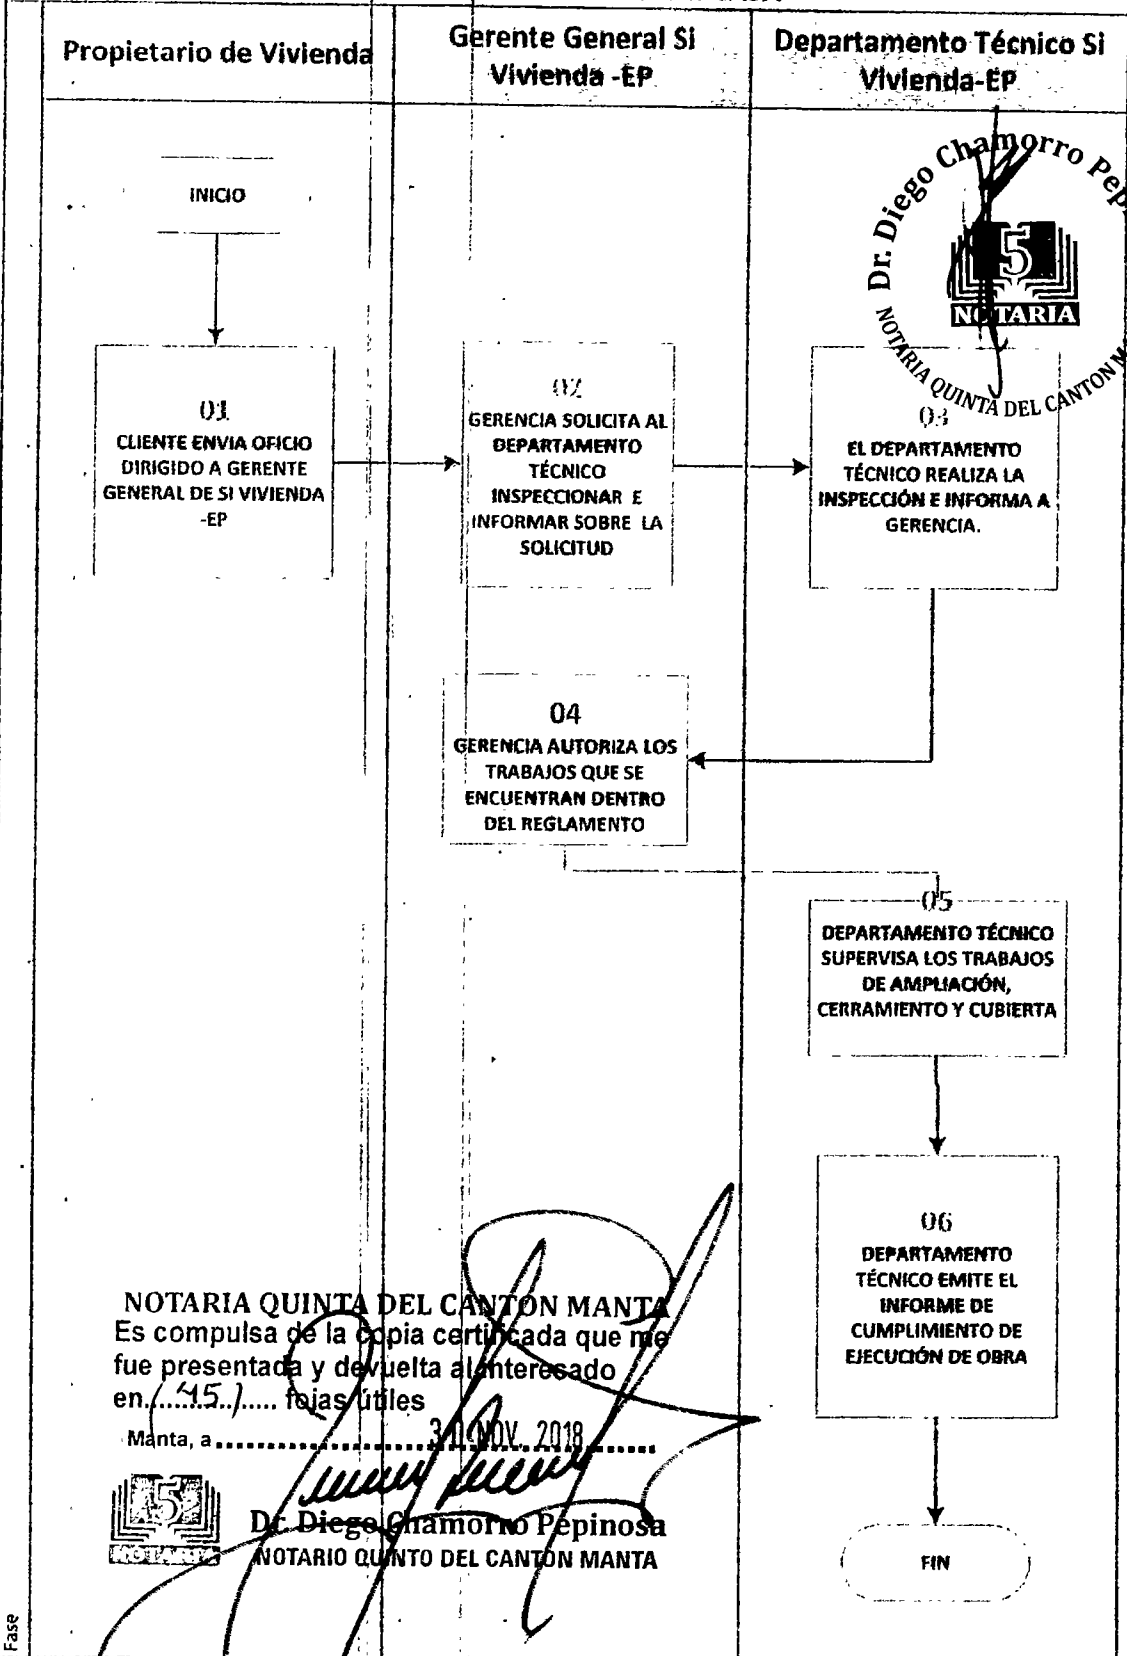 Propietario de Vivienda
Gerente General Si
Vivienda -EP
Departamento Técnico Si
Vivienda-EP
Dr. Diego Chamorro
5
NOTARIA
NOTARIA QUINTA DEL CANTON
INICIO
01
CLIENTE ENVIA OFICIO
DIRIGIDO A GERENTE
GENERAL DE SI VIVIENDA
-EP
02
GERENCIA SOLICITA AL
DEPARTAMENTO
TÉCNICO
INSPECCIONAR E
INFORMAR SOBRE LA
SOLICITUD
03
EL DEPARTAMENTO
TÉCNICO REALIZA LA
INSPECCIÓN E INFORMA A
GERENCIA.
04
GERENCIA AUTORIZA LOS
TRABAJOS QUE SE
ENCUENTRAN DENTRO
DEL REGLAMENTO
05
DEPARTAMENTO TÉCNICO
SUPERVISA LOS TRABAJOS
DE AMPLIACIÓN,
CERRAMIENTO Y CUBIERTA
06
DEPARTAMENTO
TÉCNICO EMITE EL
INFORME DE
CUMPLIMIENTO DE
EJECUCIÓN DE OBRA
FIN
NOTARIA QUINTA DEL CANTON MANTA
Es compulsa de la copia certificada que me
fue presentada y devuelta al interesado
en (45) fojas útiles
Manta, a 30 NOV. 2018
5
NOTARIA
Dr. Diego Chamorro Pepinosa
NOTARIO QUINTO DEL CANTON MANTA
Fase